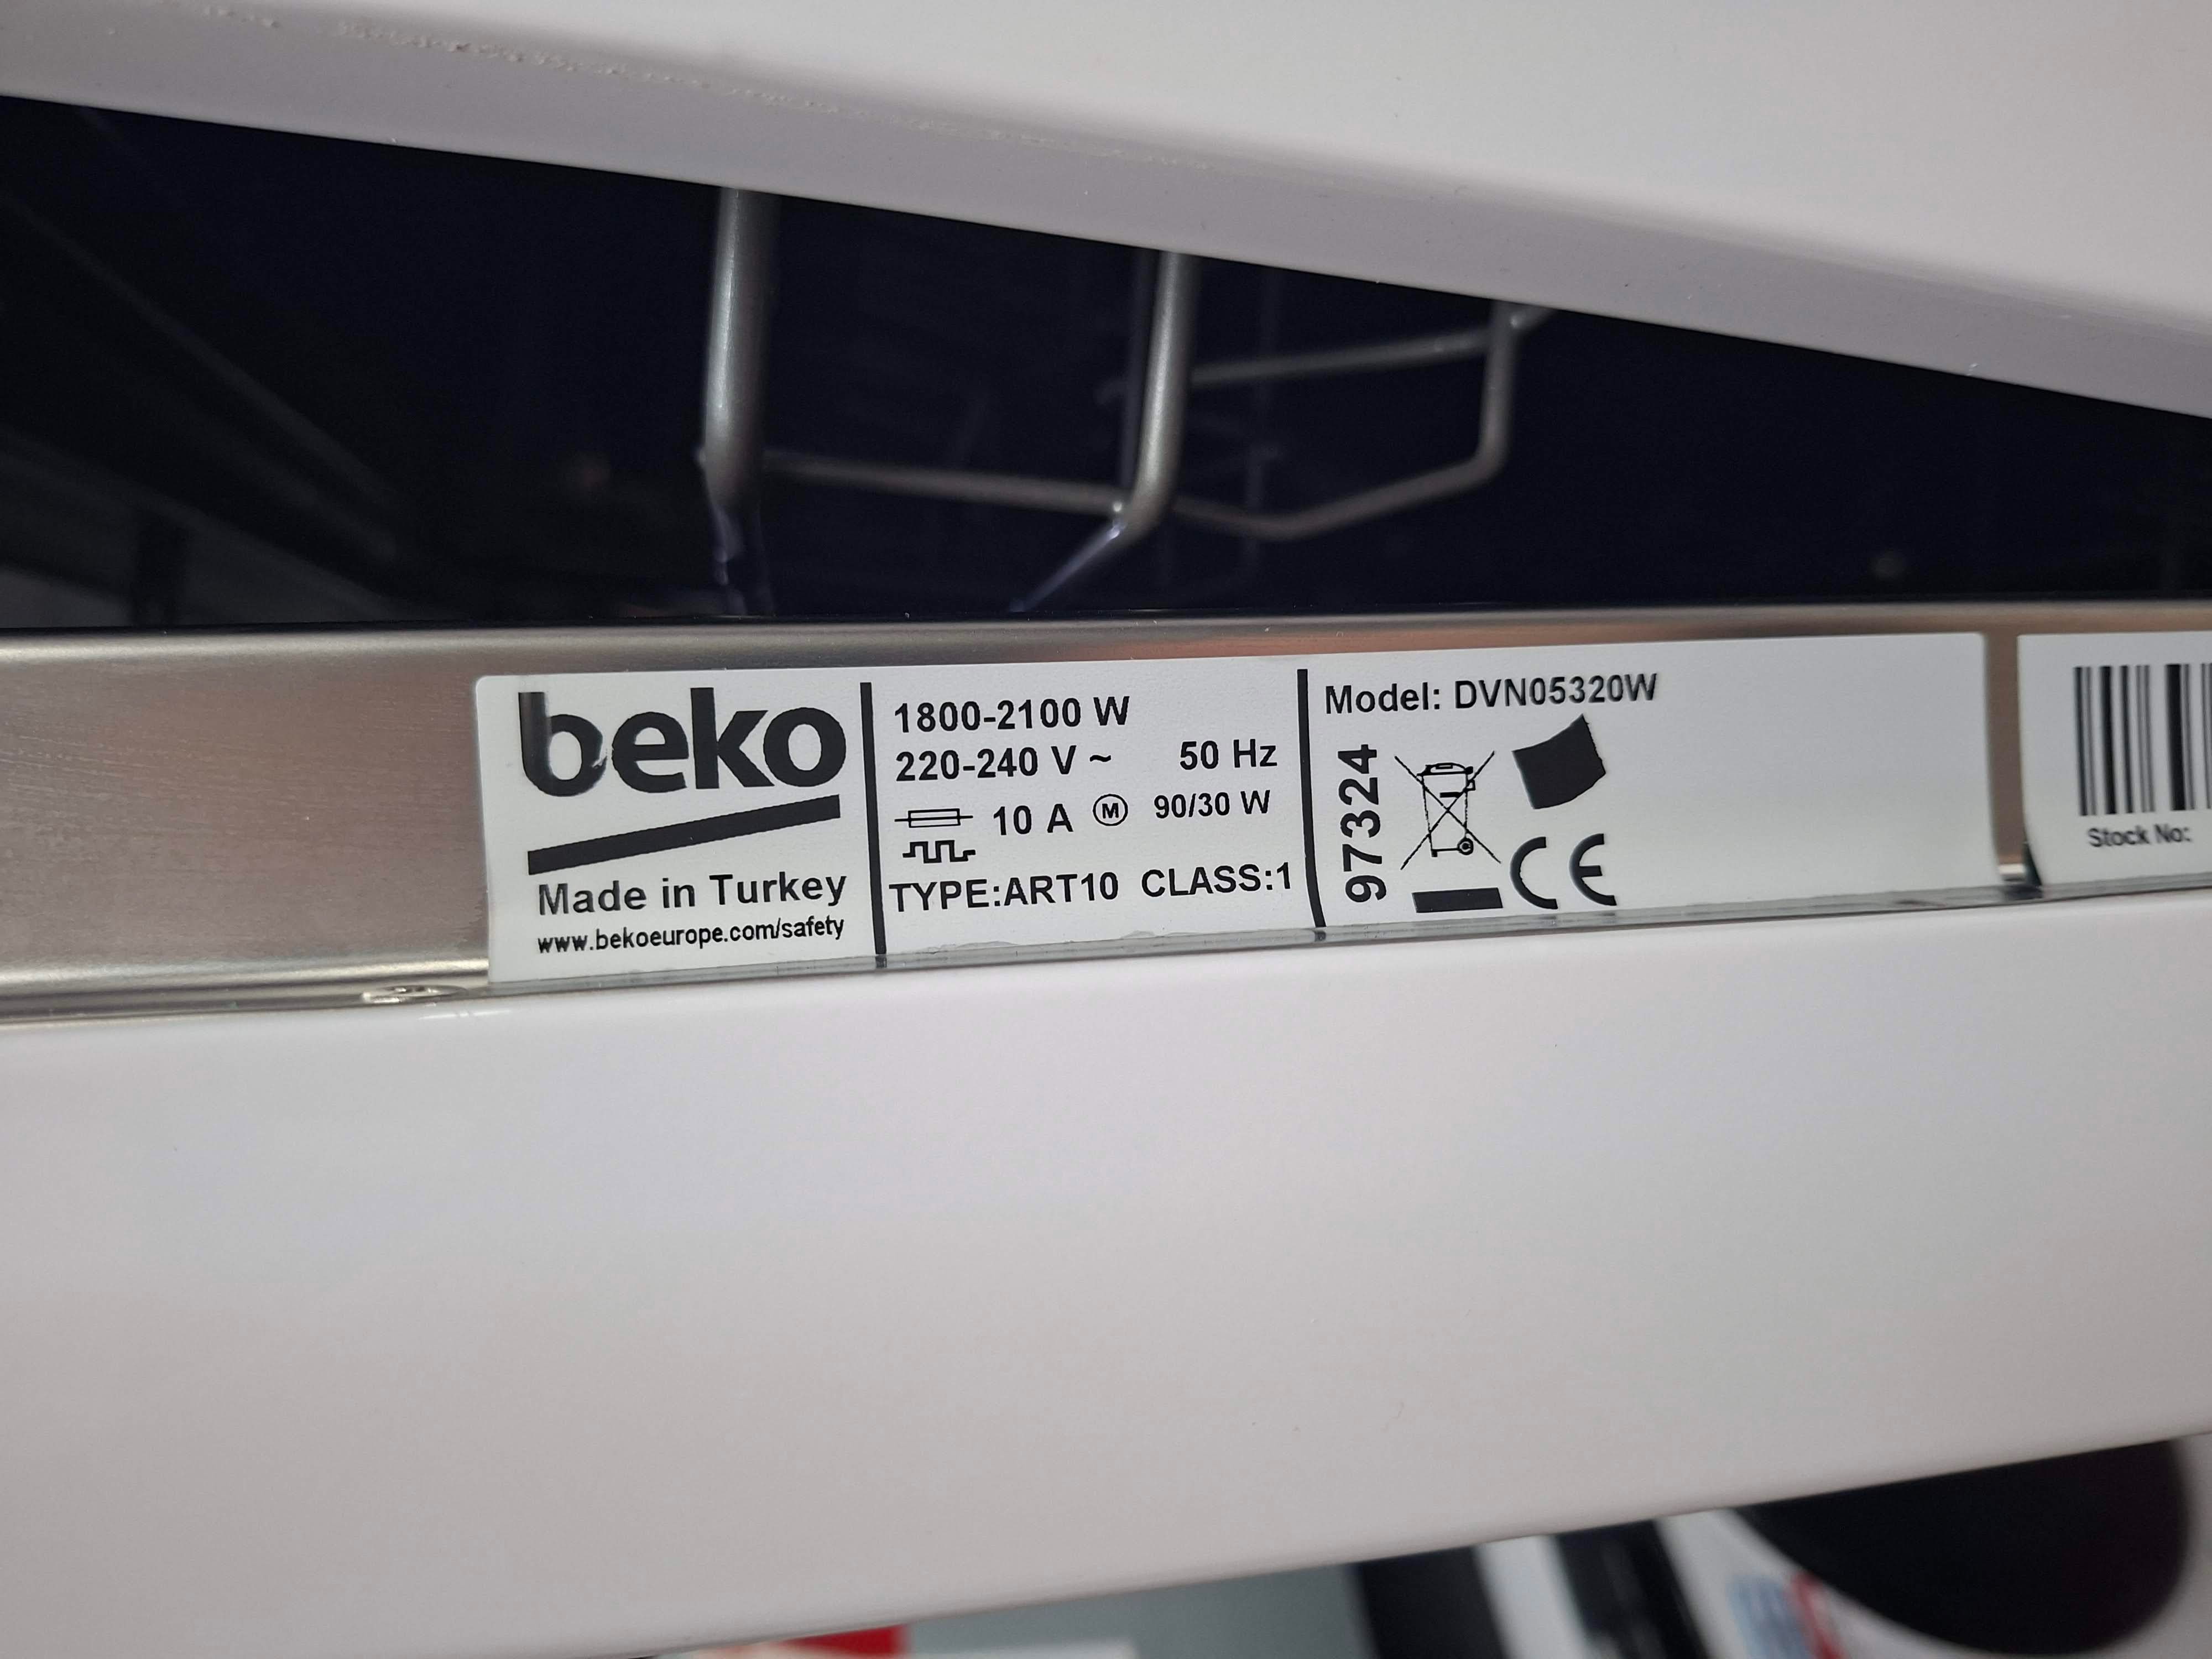 beko
Made in Turkey
www.bekoeurope.com/safety
1800-2100 W
220-240 V ~ 50 Hz
10 A M 90/30 W
TYPE:ART10 CLASS:1
Model: DVN05320W
97324
CE
Stock No: